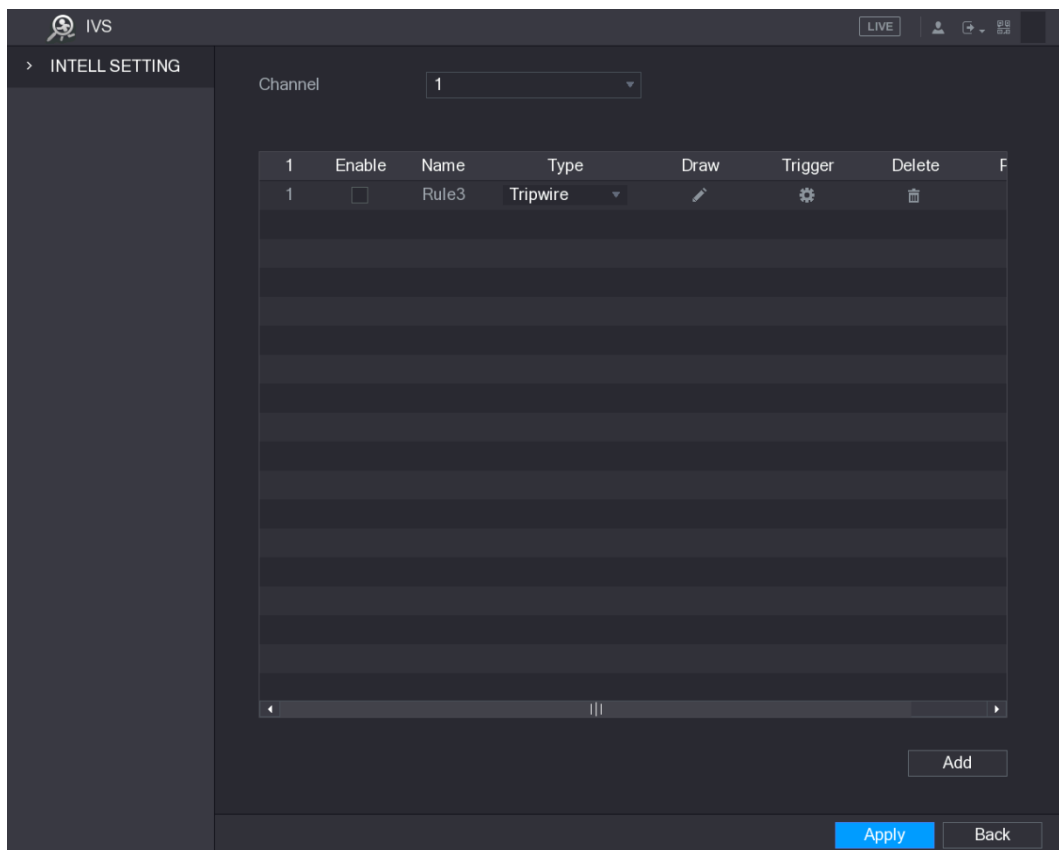 IVS LIVE
INTELL SETTING
Channel 1
1 Enable Name Type Draw Trigger Delete
1 Rule3 Tripwire
Add
Apply Back